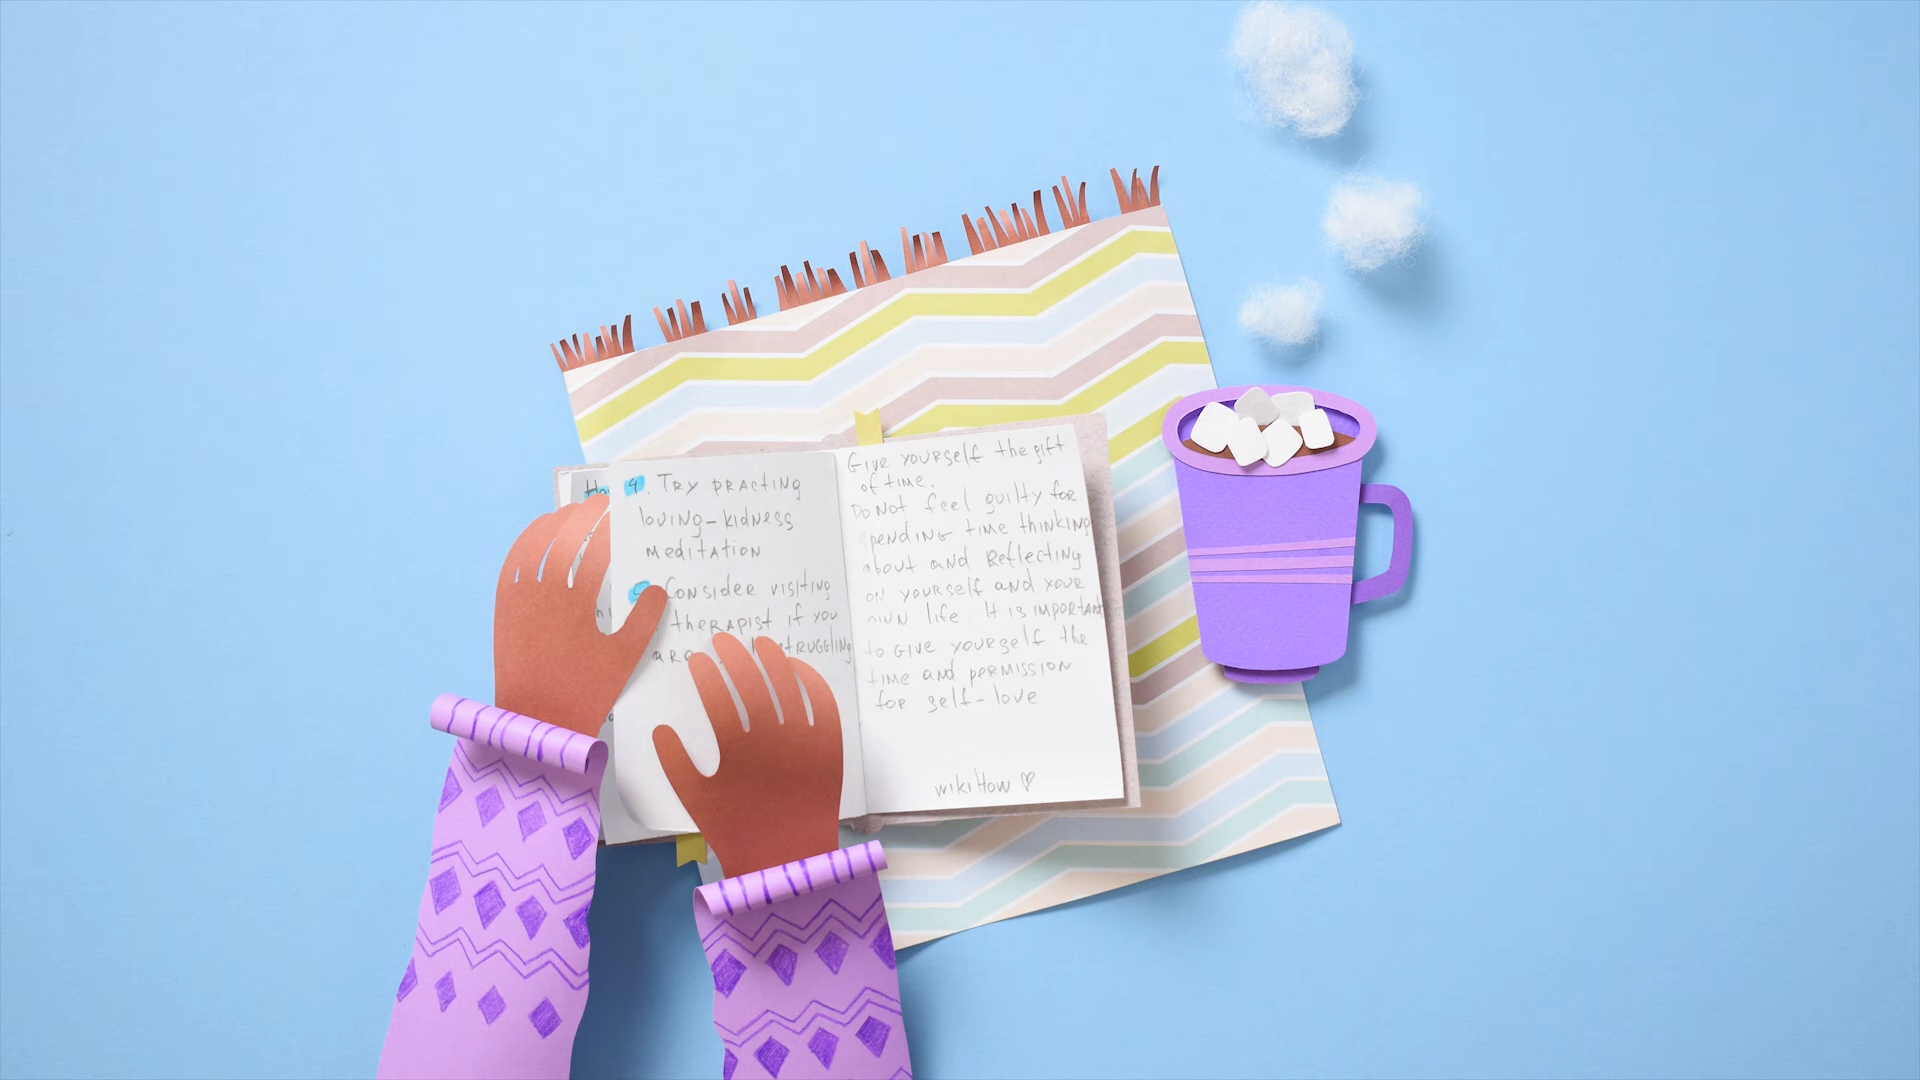 4. Try practing
loving-kidness
meditation
Consider visiting
therapist if you
are struggling
Give yourself the gift
of time.
Do Not feel guilty for
spending time thinking
about and Reflecting
on yourself and your
own life It is important
to Give yourself the
time and permission
for self-love
wikiHow ♡